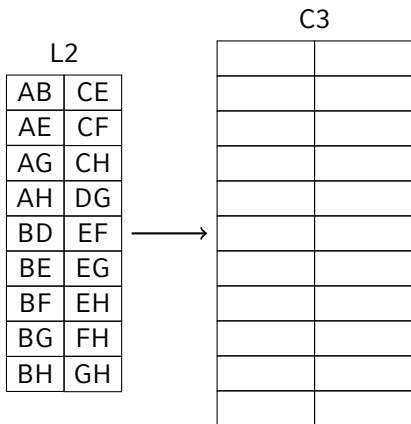 C3
L2
AB CE
AE CF
AG CH
AH DG
BD EF
BE EG
BF EH
BG FH
BH GH